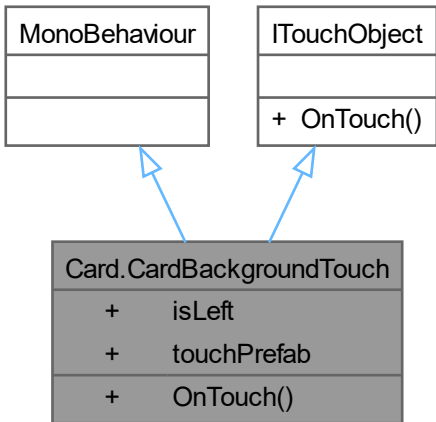 MonoBehaviour
ITouchObject
+ OnTouch()
Card.CardBackgroundTouch
+ isLeft
+ touchPrefab
+ OnTouch()